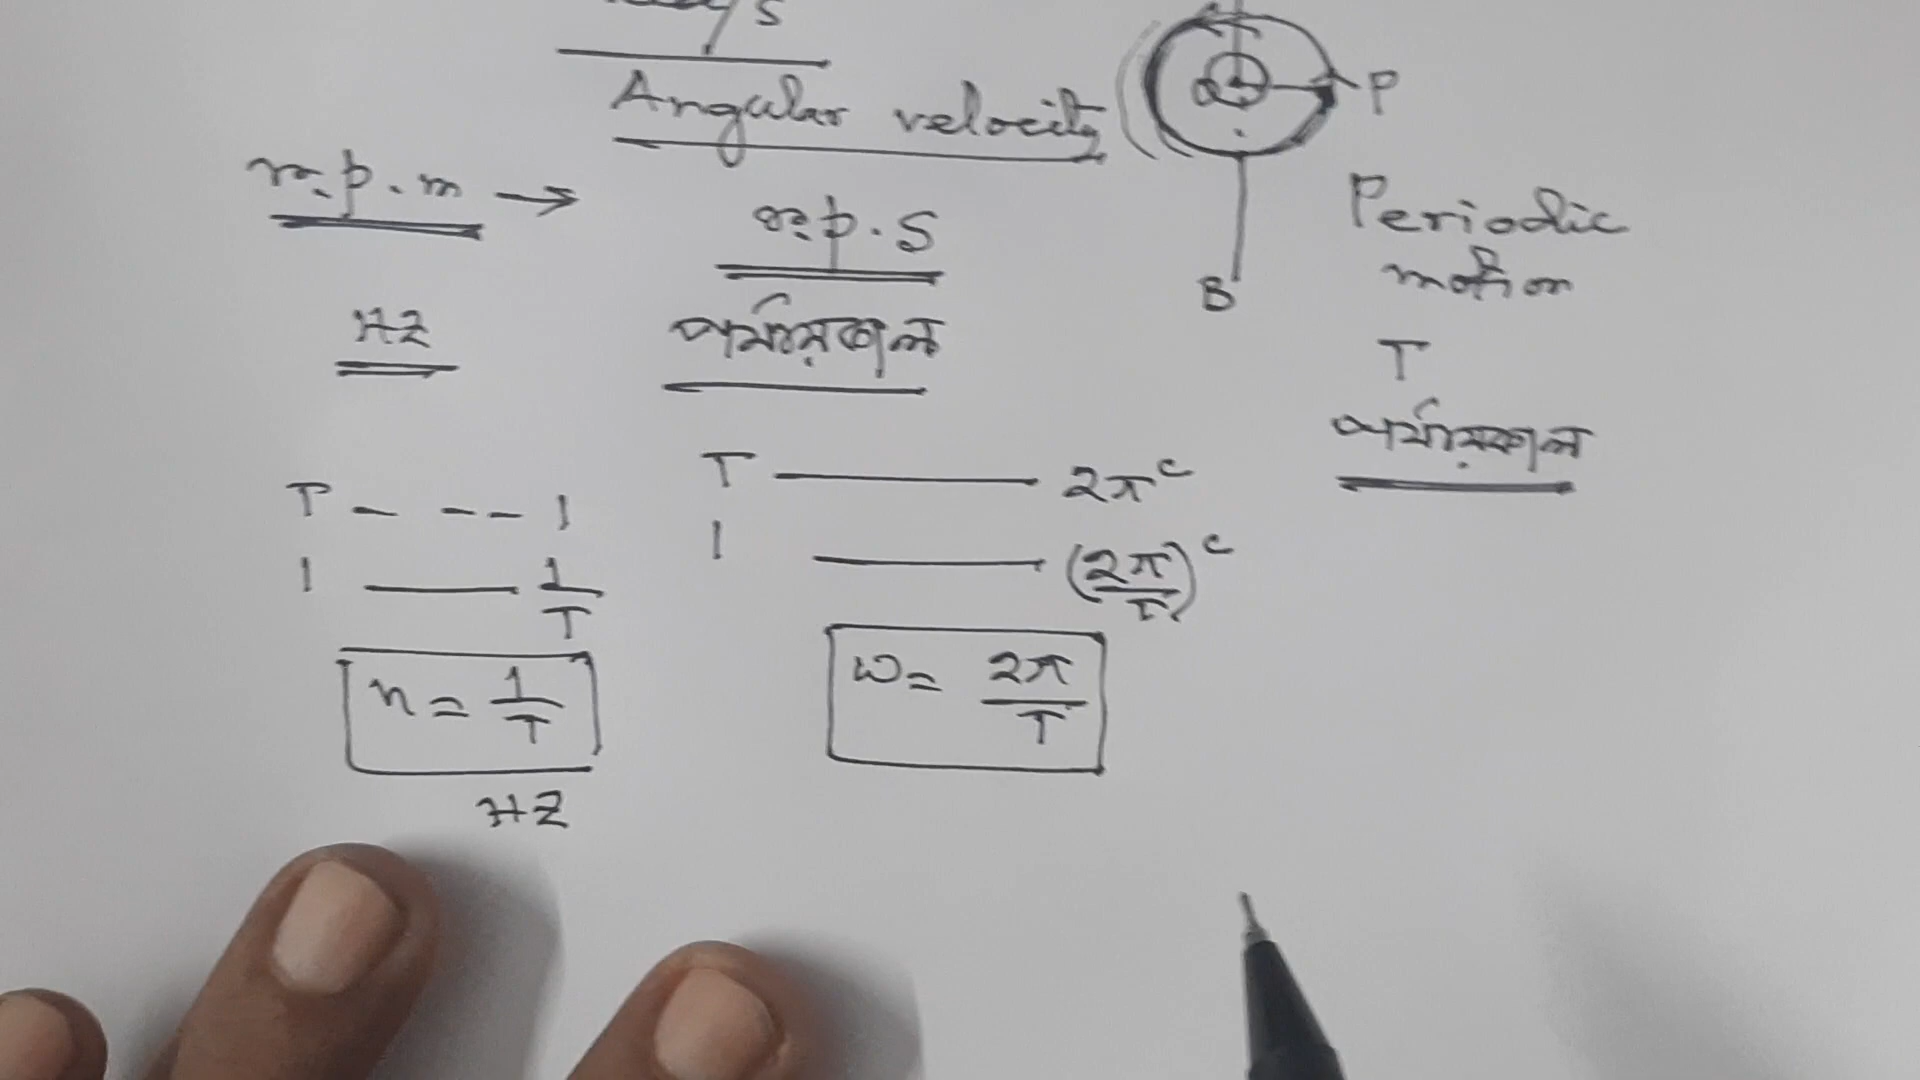 Angular velocity
P
r.p.m →
r.p.s
Periodic
motion
B
HZ
পর্যায়কাল
T
পর্যায়কাল
T — 2π^c
T - - - 1
1 — (2π/T)^c
1 — 1/T
n = 1/T
ω = 2π/T
HZ